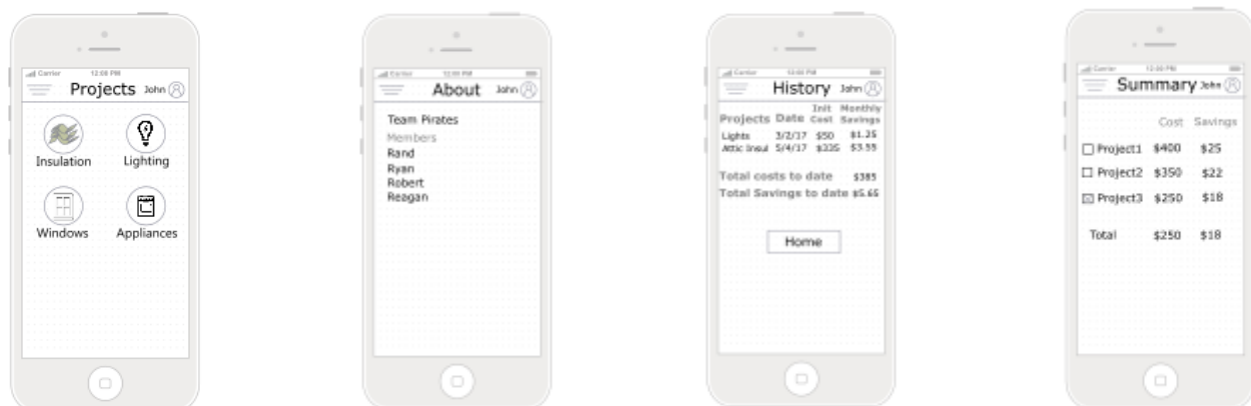 Carrier 12:00 PM
Projects John
Insulation Lighting
Windows Appliances
Carrier 12:00 PM
About John
Team Pirates
Members
Rand
Ryan
Robert
Reagan
Carrier 12:00 PM
History John
Projects Date Init Cost Monthly Savings
Lights 3/2/17 $50 $1.25
Attic Insul 5/4/17 $335 $3.55
Total costs to date $385
Total Savings to date $5.65
Home
Carrier 12:00 PM
Summary John
Cost Savings
Project1 $400 $25
Project2 $350 $22
Project3 $250 $18
Total $250 $18